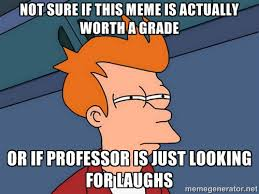 NOT SURE IF THIS MEME IS ACTUALLY
WORTH A GRADE
OR IF PROFESSOR IS JUST LOOKING
FOR LAUGHS
memegenerator.net